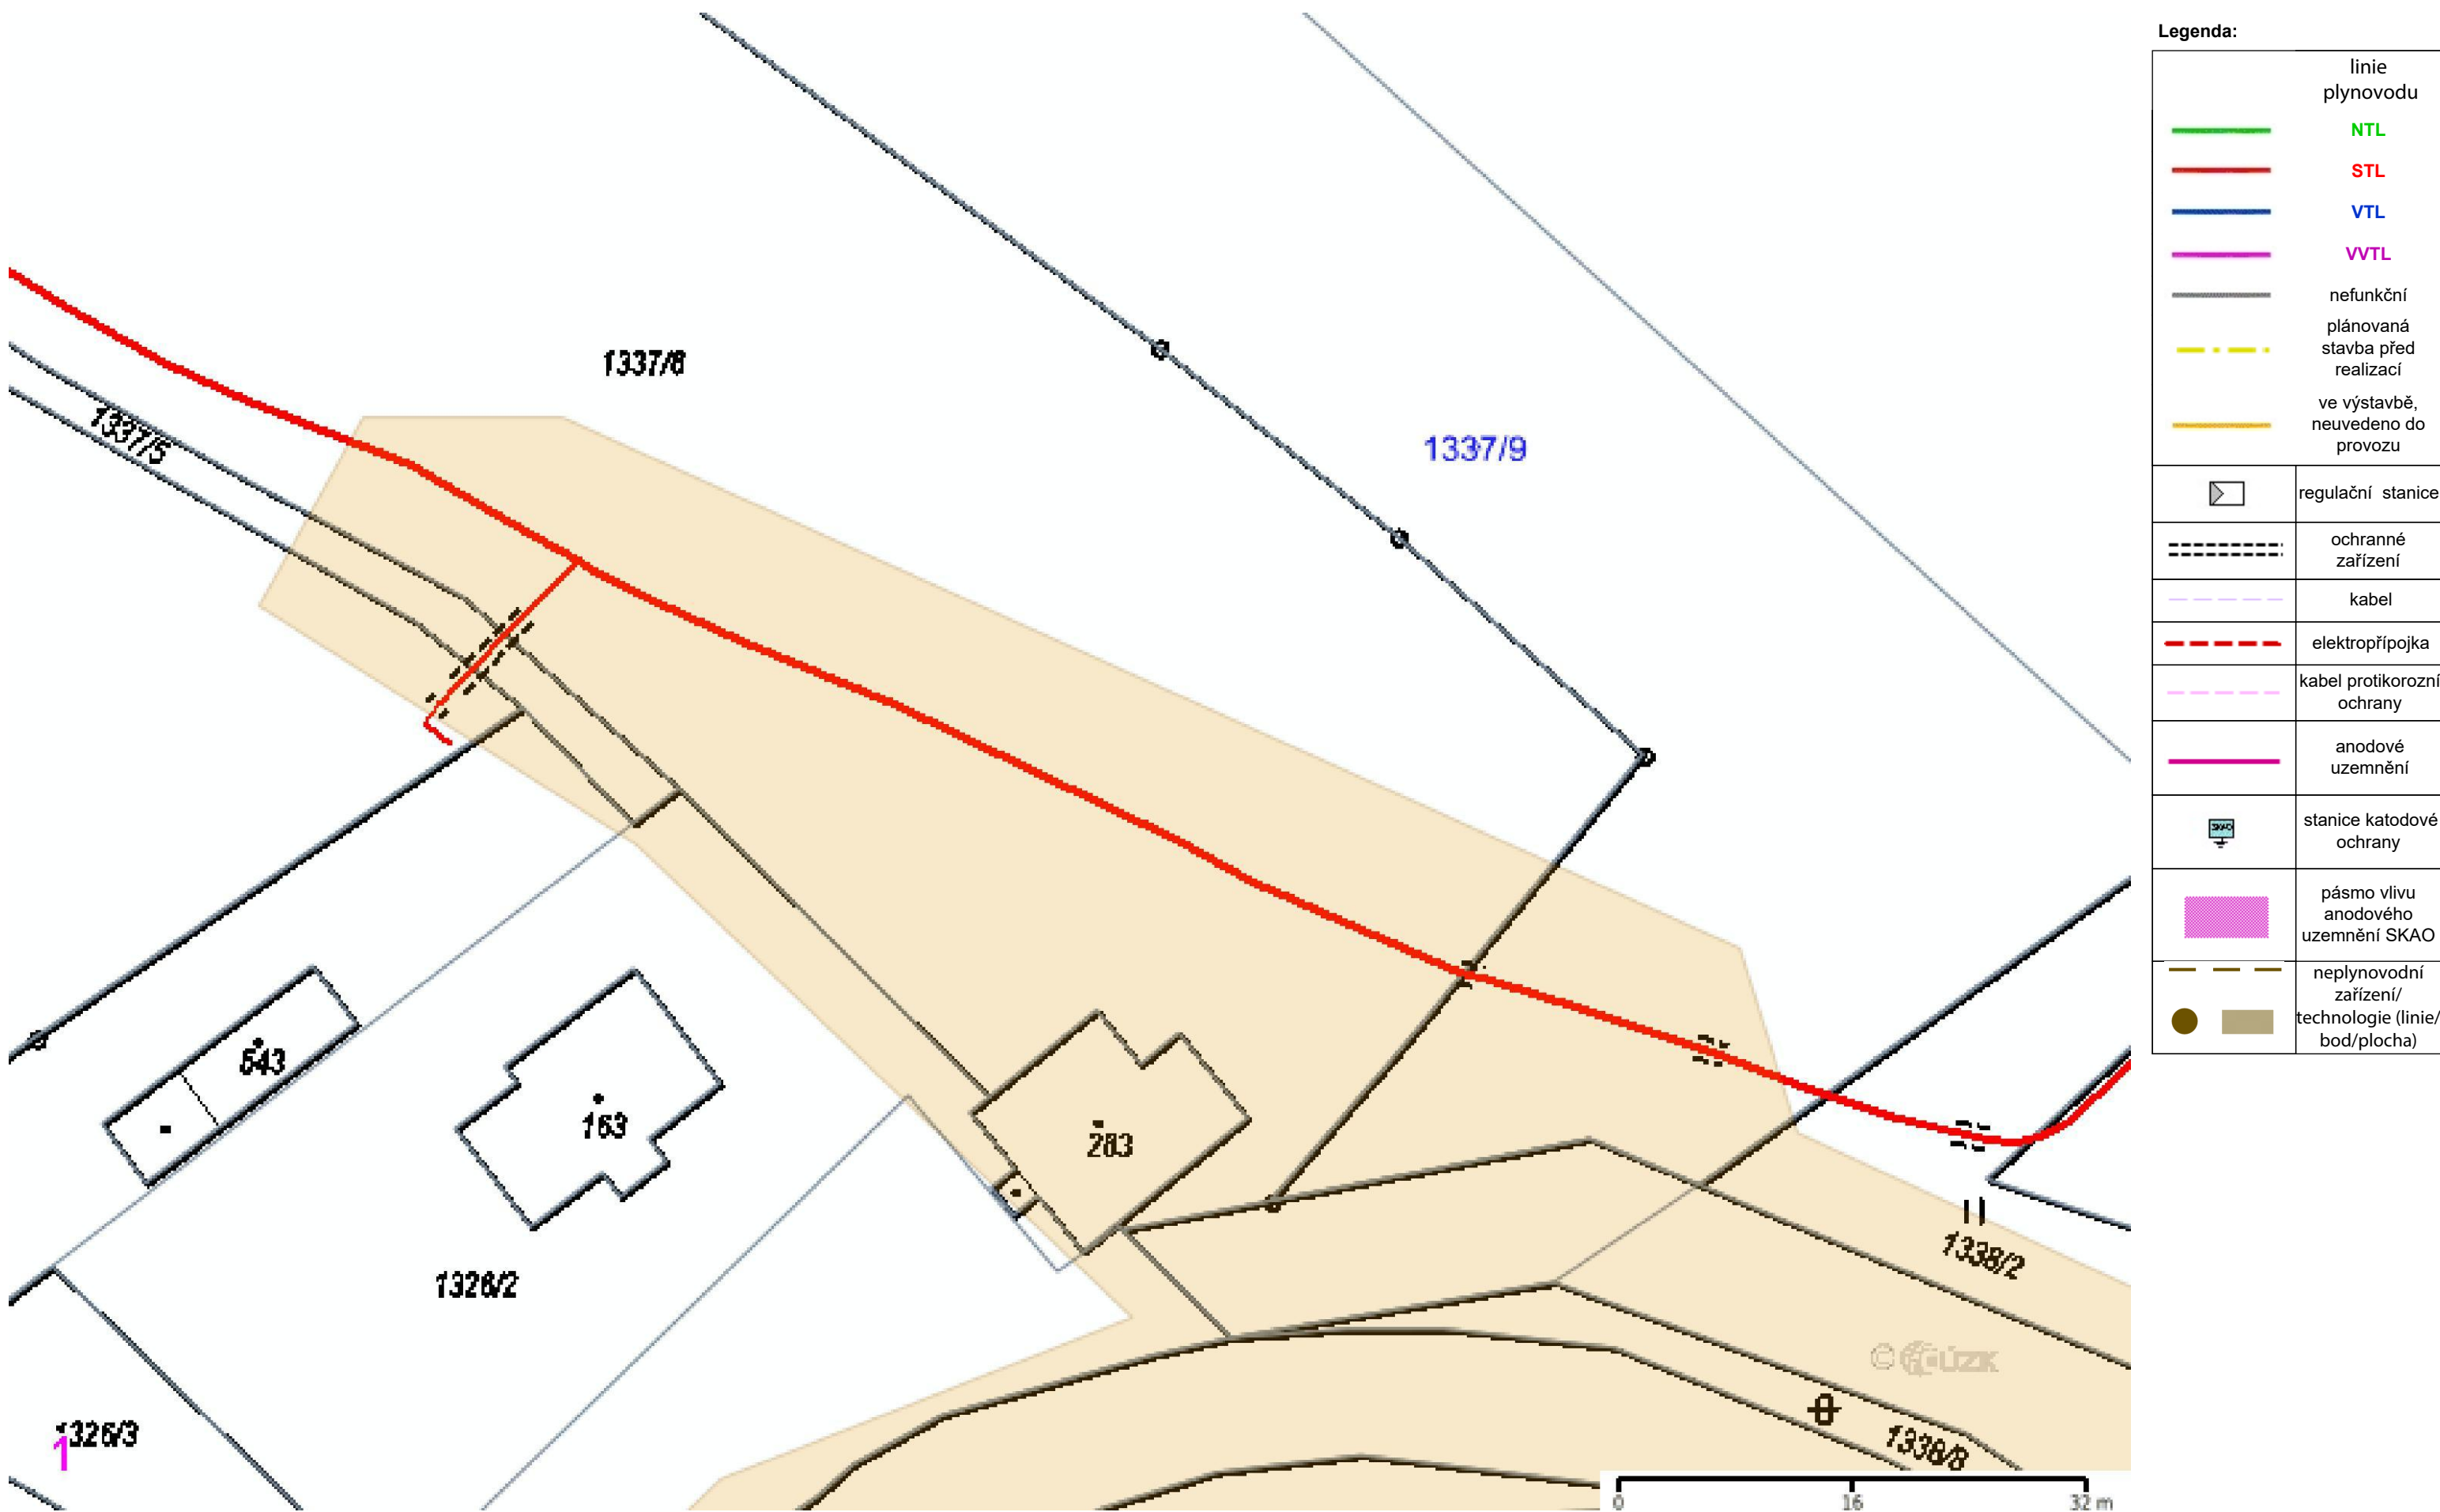 Legenda:
linie
plynovodu
NTL
STL
VTL
VVTL
nefunkční
plánovaná
stavba před
realizací
ve výstavbě,
neuvedeno do
provozu
regulační stanice
ochranné
zařízení
kabel
elektropřípojka
kabel protikorozní
ochrany
anodové
uzemnění
SKAO
stanice katodové
ochrany
pásmo vlivu
anodového
uzemnění SKAO
neplynovodní
zařízení/
technologie (linie/
bod/plocha)
1337/6
1337/5
1337/9
543
163
283
1326/2
1338/2
1326/3
1
1338/8
© ČÚZK
0 16 32 m